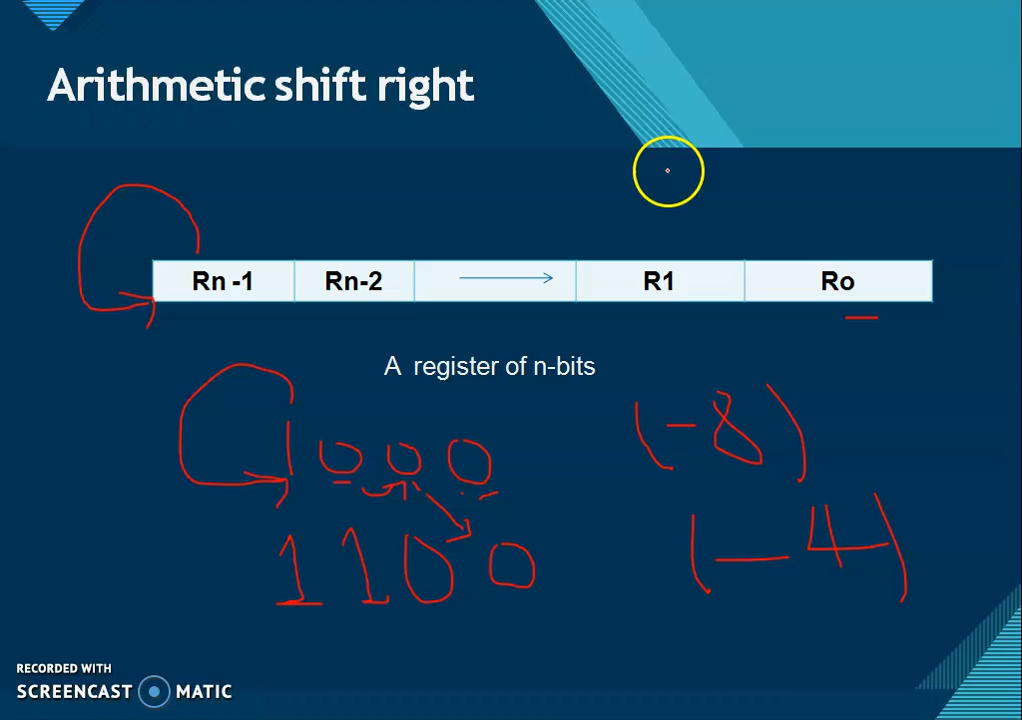 Arithmetic shift right
Rn -1 Rn-2 R1 Ro
A register of n-bits
1000 (-8)
1100 (-4)
RECORDED WITH
SCREENCAST MATIC